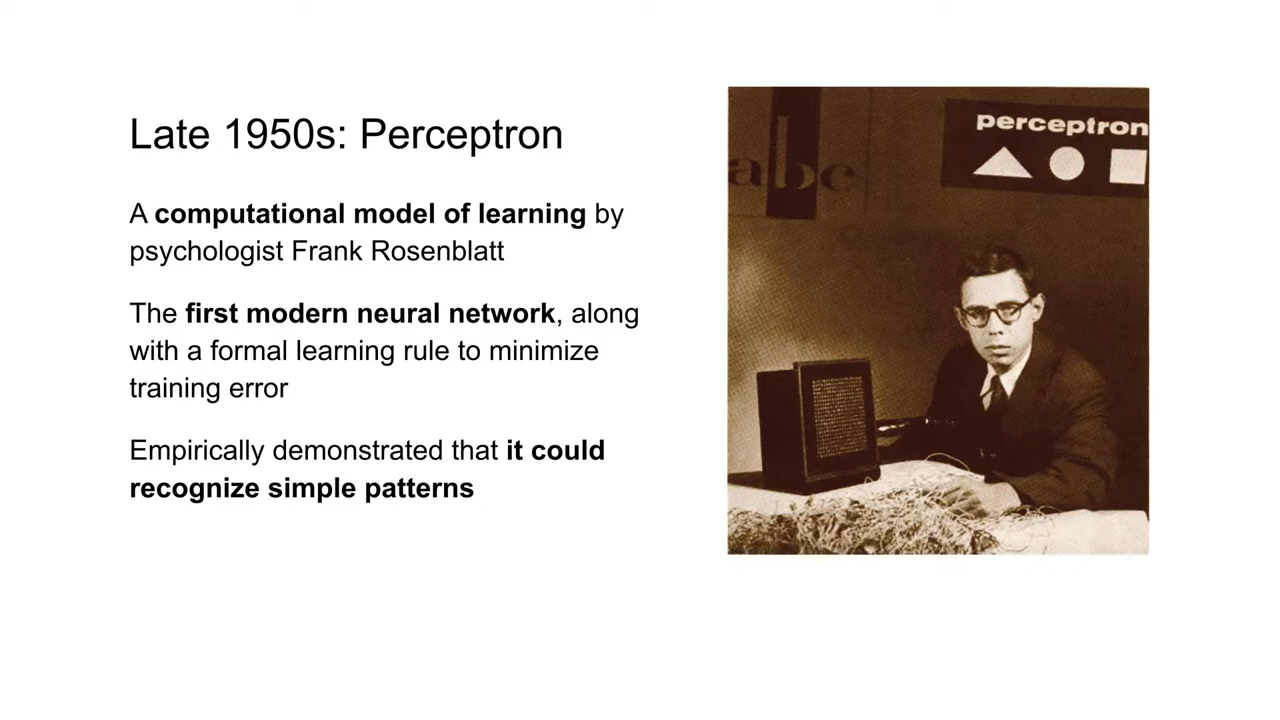 Late 1950s: Perceptron
A computational model of learning by
psychologist Frank Rosenblatt
The first modern neural network, along
with a formal learning rule to minimize
training error
Empirically demonstrated that it could
recognize simple patterns
abc
perceptron